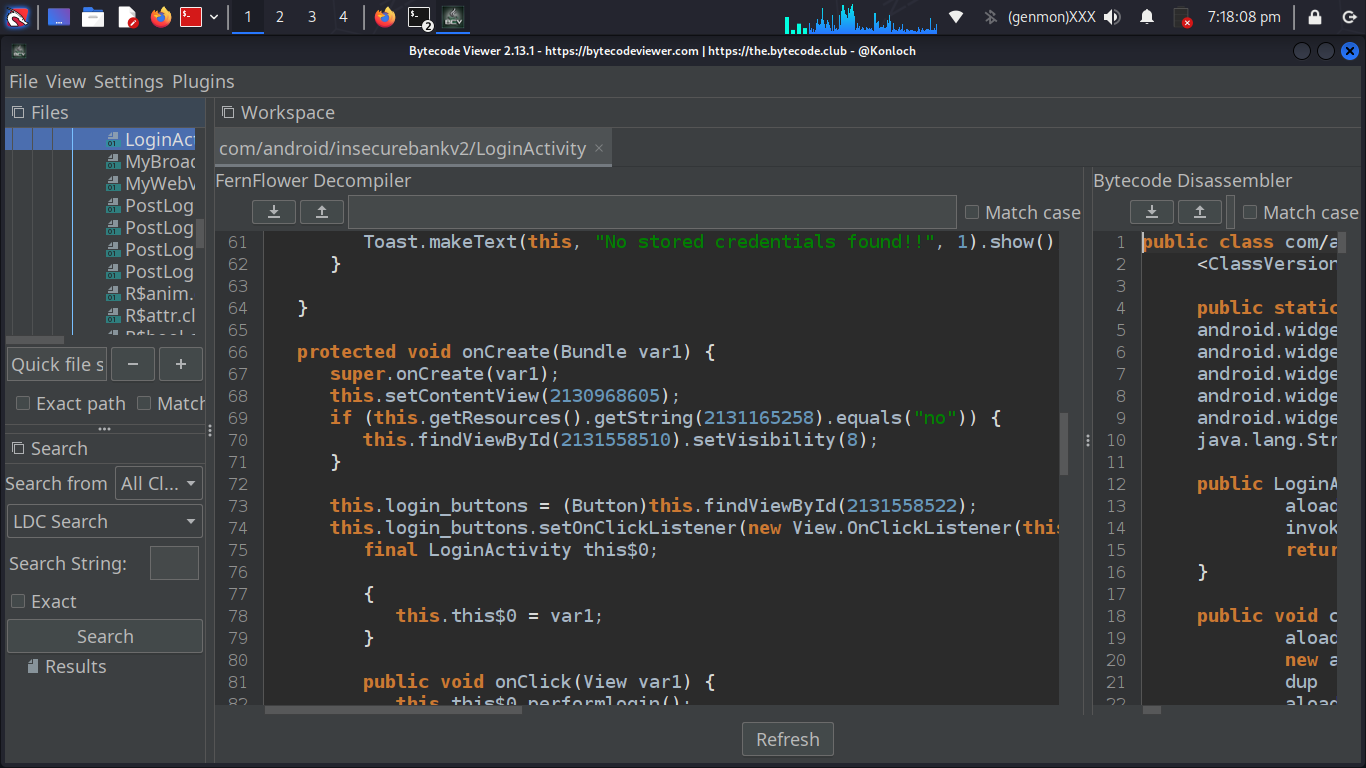 1 2 3 4 2 (genmon)XXX 7:18:08 pm
Bytecode Viewer 2.13.1 - https://bytecodeviewer.com | https://the.bytecode.club - @Konloch
File View Settings Plugins
Files
LoginAct
MyBroad
MyWebV
PostLog
PostLog
PostLog
PostLog
R$anim.
R$attr.cl
Quick file s
− +
Exact path Match
Search
Search from All Cl...
LDC Search
Search String:
Exact
Search
Results
Workspace
com/android/insecurebankv2/LoginActivity ×
FernFlower Decompiler
Match case
61 Toast.makeText(this, "No stored credentials found!!", 1).show()
62 }
63
64 }
65
66 protected void onCreate(Bundle var1) {
67 super.onCreate(var1);
68 this.setContentView(2130968605);
69 if (this.getResources().getString(2131165258).equals("no")) {
70 this.findViewById(2131558510).setVisibility(8);
71 }
72
73 this.login_buttons = (Button)this.findViewById(2131558522);
74 this.login_buttons.setOnClickListener(new View.OnClickListener(this
75 final LoginActivity this$0;
76
77 {
78 this.this$0 = var1;
79 }
80
81 public void onClick(View var1) {
82 this.this$0.performlogin();
Bytecode Disassembler
Match case
1 public class com/a
2 <ClassVersion
3
4 public static
5 android.widge
6 android.widge
7 android.widge
8 android.widge
9 android.widge
10 java.lang.Str
11
12 public LoginA
13 aload
14 invok
15 retur
16 }
17
18 public void c
19 aload
20 new a
21 dup
22 aload
Refresh